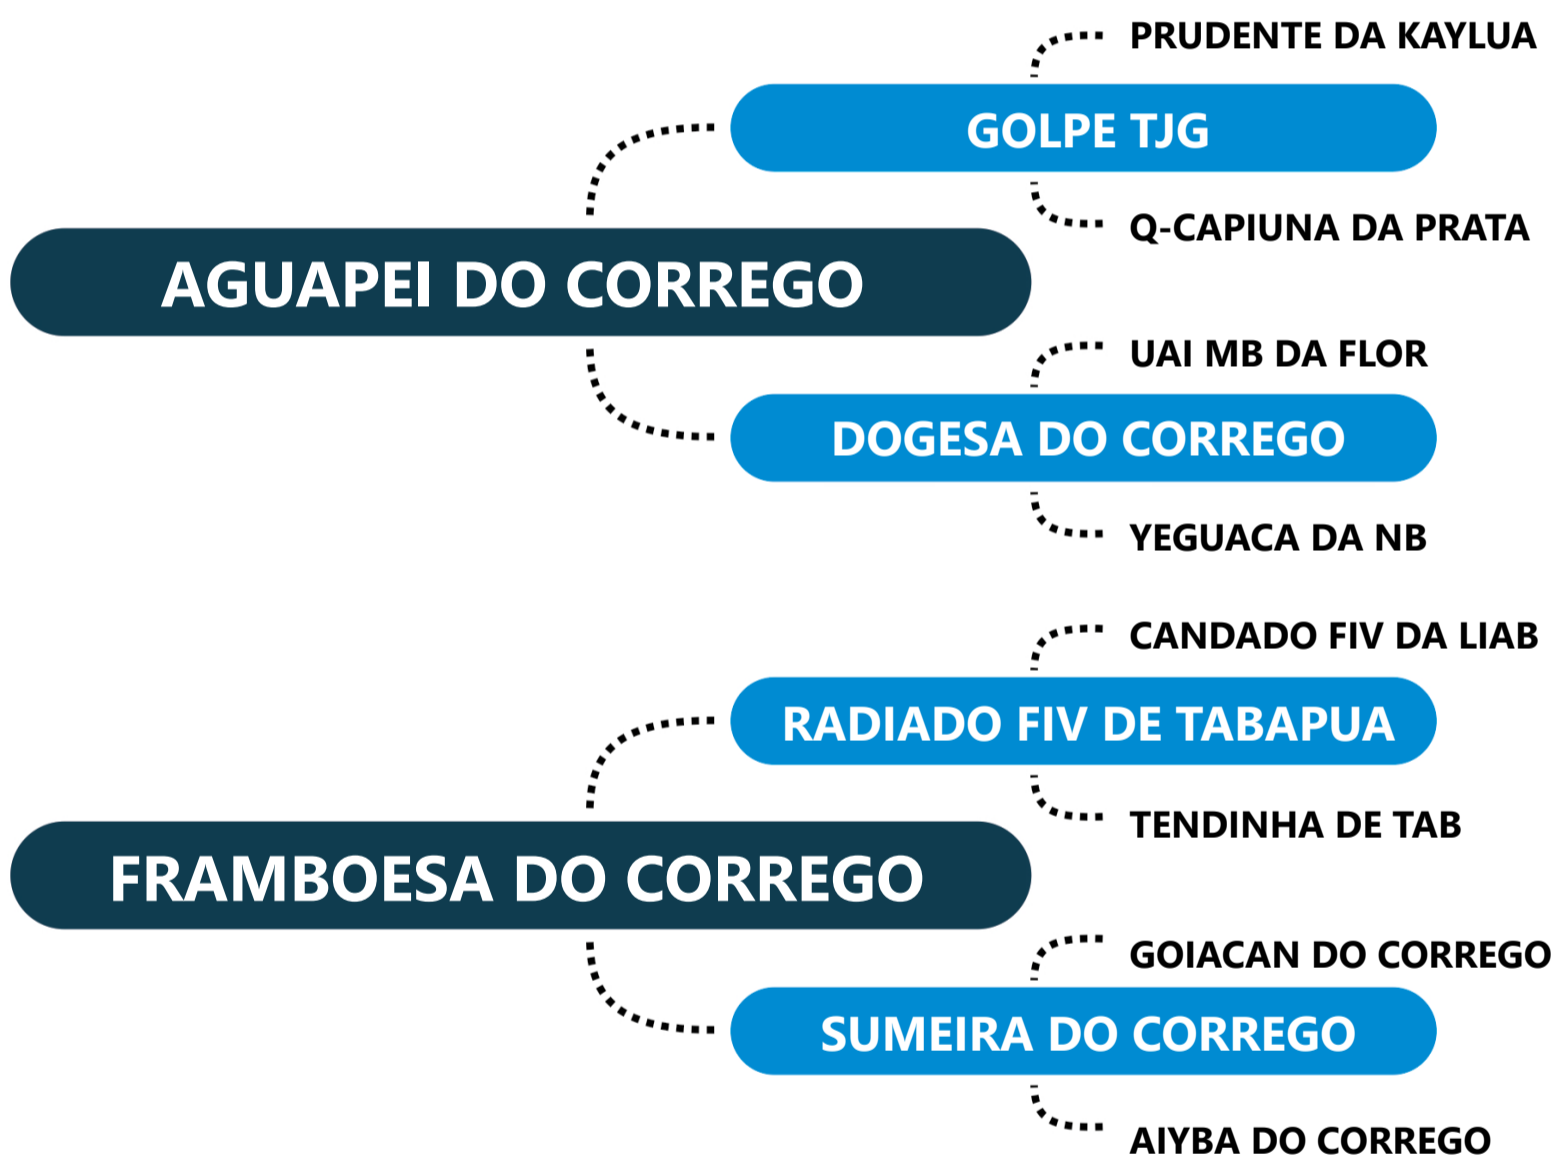 PRUDENTE DA KAYLUA
GOLPE TJG
Q-CAPIUNA DA PRATA
AGUAPEI DO CORREGO
UAI MB DA FLOR
DOGESA DO CORREGO
YEGUACA DA NB
CANDADO FIV DA LIAB
RADIADO FIV DE TABAPUA
TENDINHA DE TAB
FRAMBOESA DO CORREGO
GOIACAN DO CORREGO
SUMEIRA DO CORREGO
AIYBA DO CORREGO